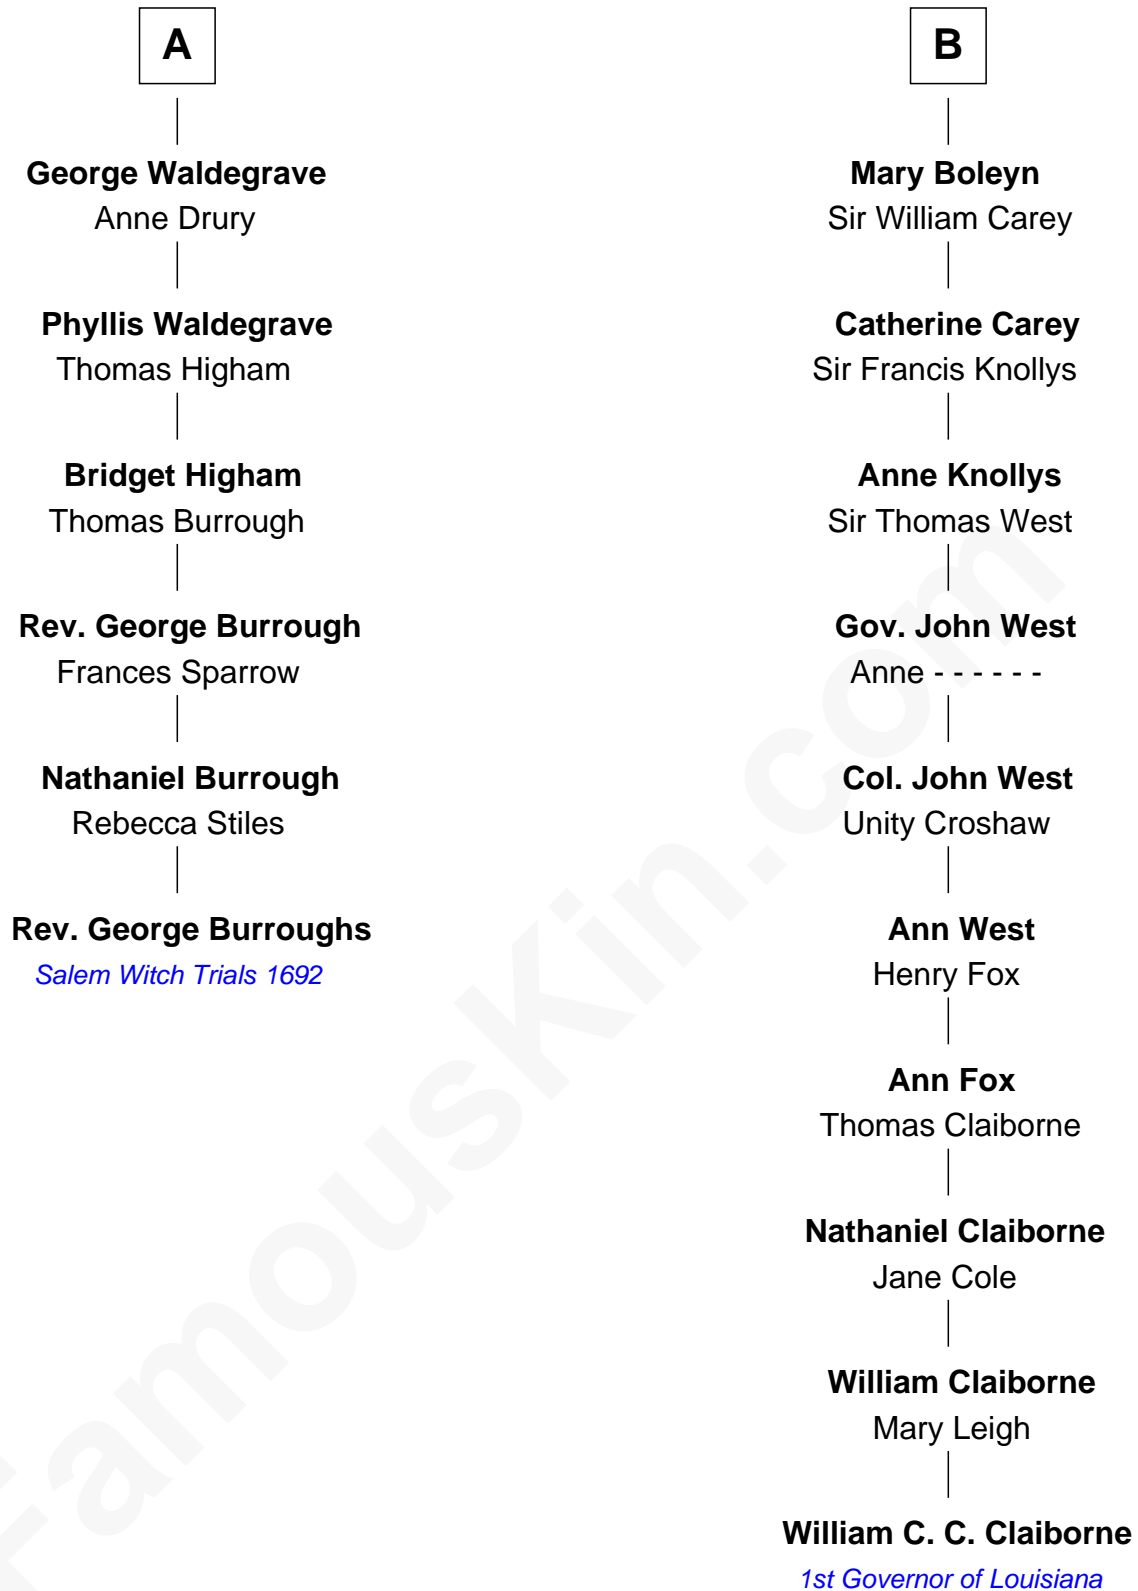 A
George Waldegrave
Anne Drury
Phyllis Waldegrave
Thomas Higham
Bridget Higham
Thomas Burrough
Rev. George Burrough
Frances Sparrow
Nathaniel Burrough
Rebecca Stiles
Rev. George Burroughs
Salem Witch Trials 1692
B
Mary Boleyn
Sir William Carey
Catherine Carey
Sir Francis Knollys
Anne Knollys
Sir Thomas West
Gov. John West
Anne - - - - - -
Col. John West
Unity Croshaw
Ann West
Henry Fox
Ann Fox
Thomas Claiborne
Nathaniel Claiborne
Jane Cole
William Claiborne
Mary Leigh
William C. C. Claiborne
1st Governor of Louisiana
FamousKin.com